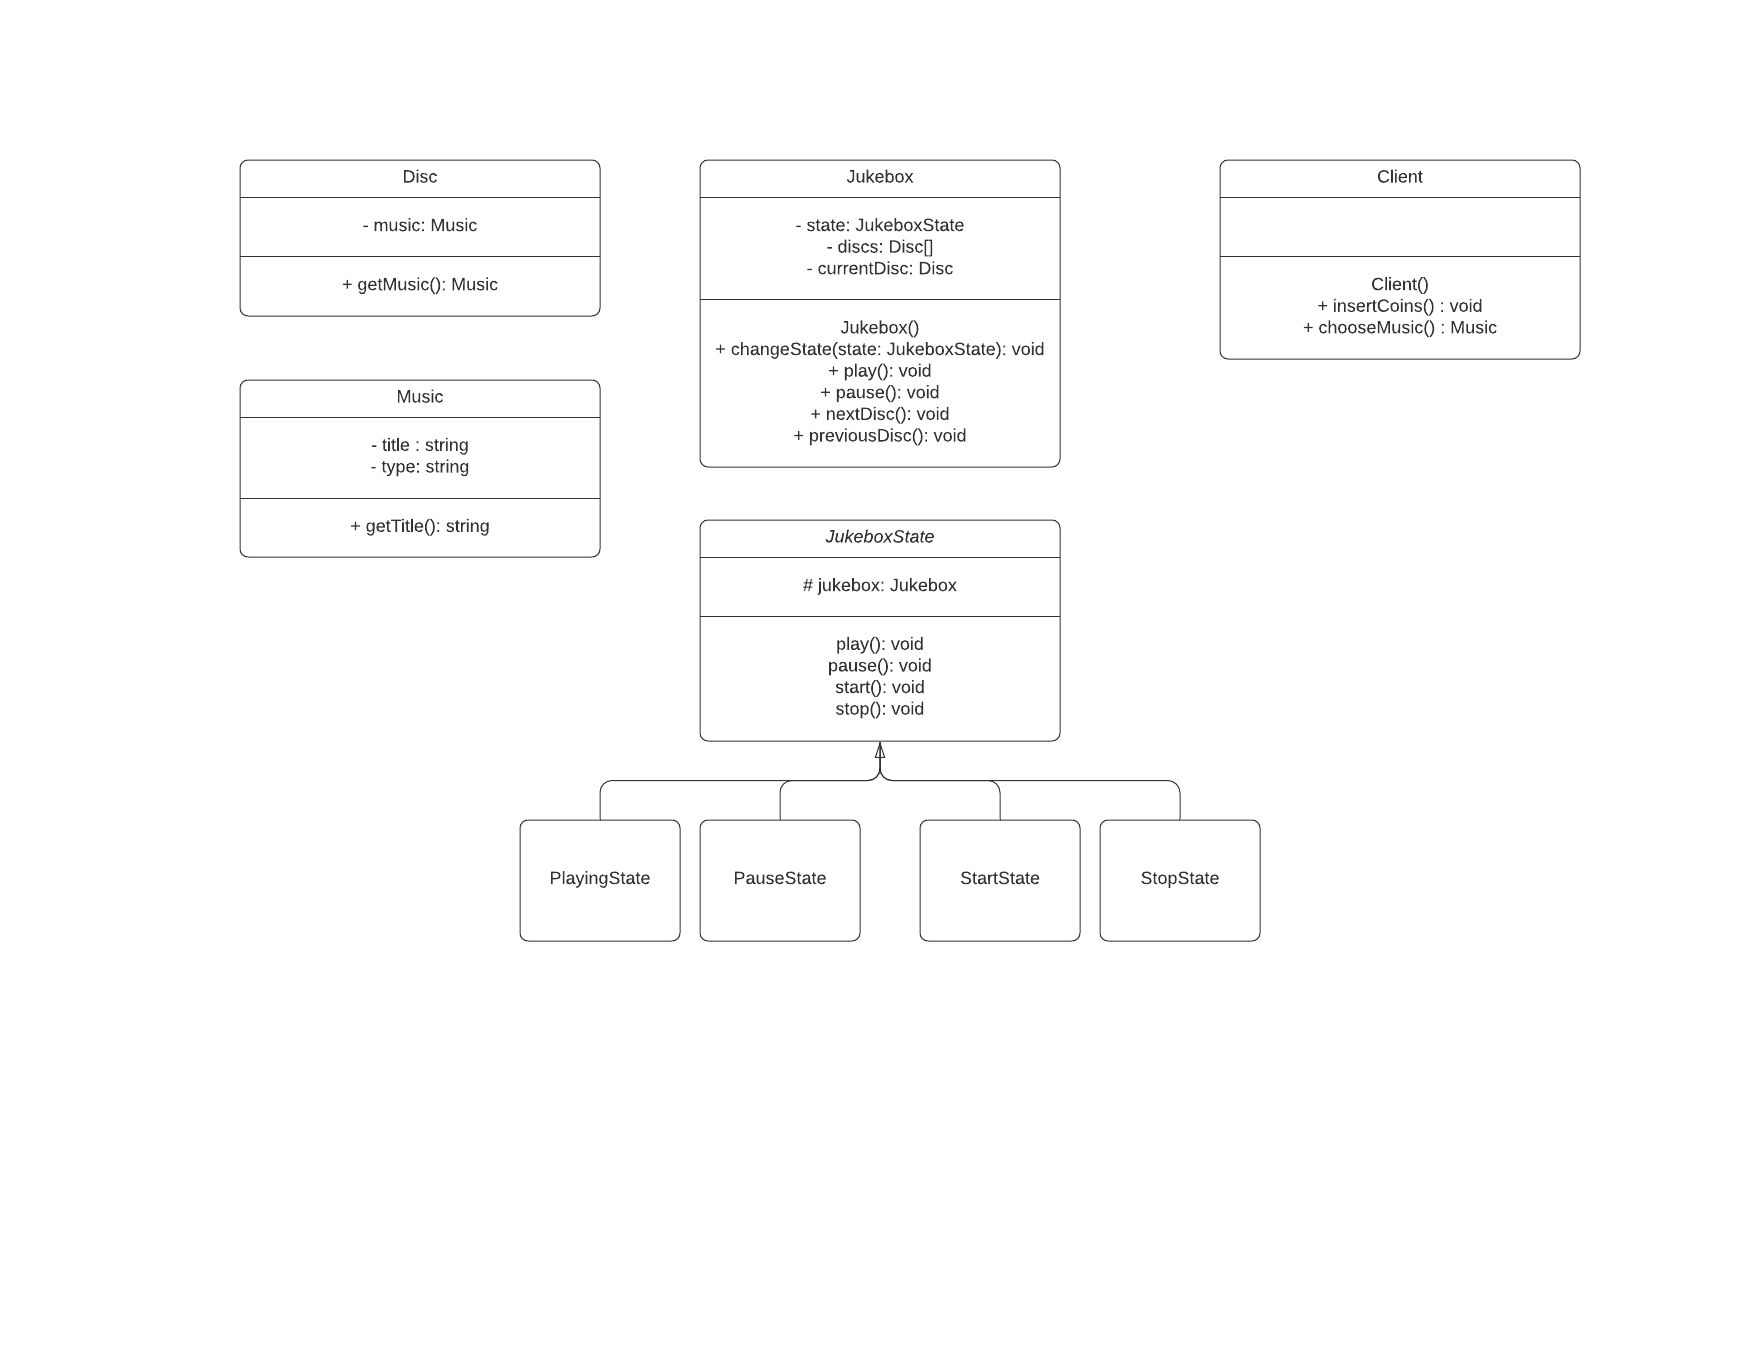 Disc
- music: Music
+ getMusic(): Music
Music
- title : string
- type: string
+ getTitle(): string
Jukebox
- state: JukeboxState
- discs: Disc[]
- currentDisc: Disc
Jukebox()
+ changeState(state: JukeboxState): void
+ play(): void
+ pause(): void
+ nextDisc(): void
+ previousDisc(): void
Client
Client()
+ insertCoins() : void
+ chooseMusic() : Music
JukeboxState
# jukebox: Jukebox
play(): void
pause(): void
start(): void
stop(): void
PlayingState
PauseState
StartState
StopState